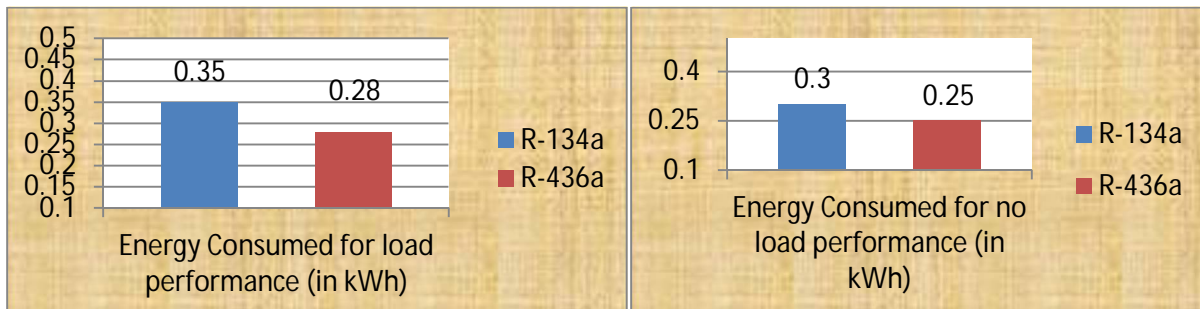 0.5
0.45
0.4
0.35
0.3
0.25
0.2
0.15
0.1
0.35
0.28
R-134a
R-436a
Energy Consumed for load
performance (in kWh)
0.4
0.25
0.1
0.3
0.25
R-134a
R-436a
Energy Consumed for no
load performance (in
kWh)